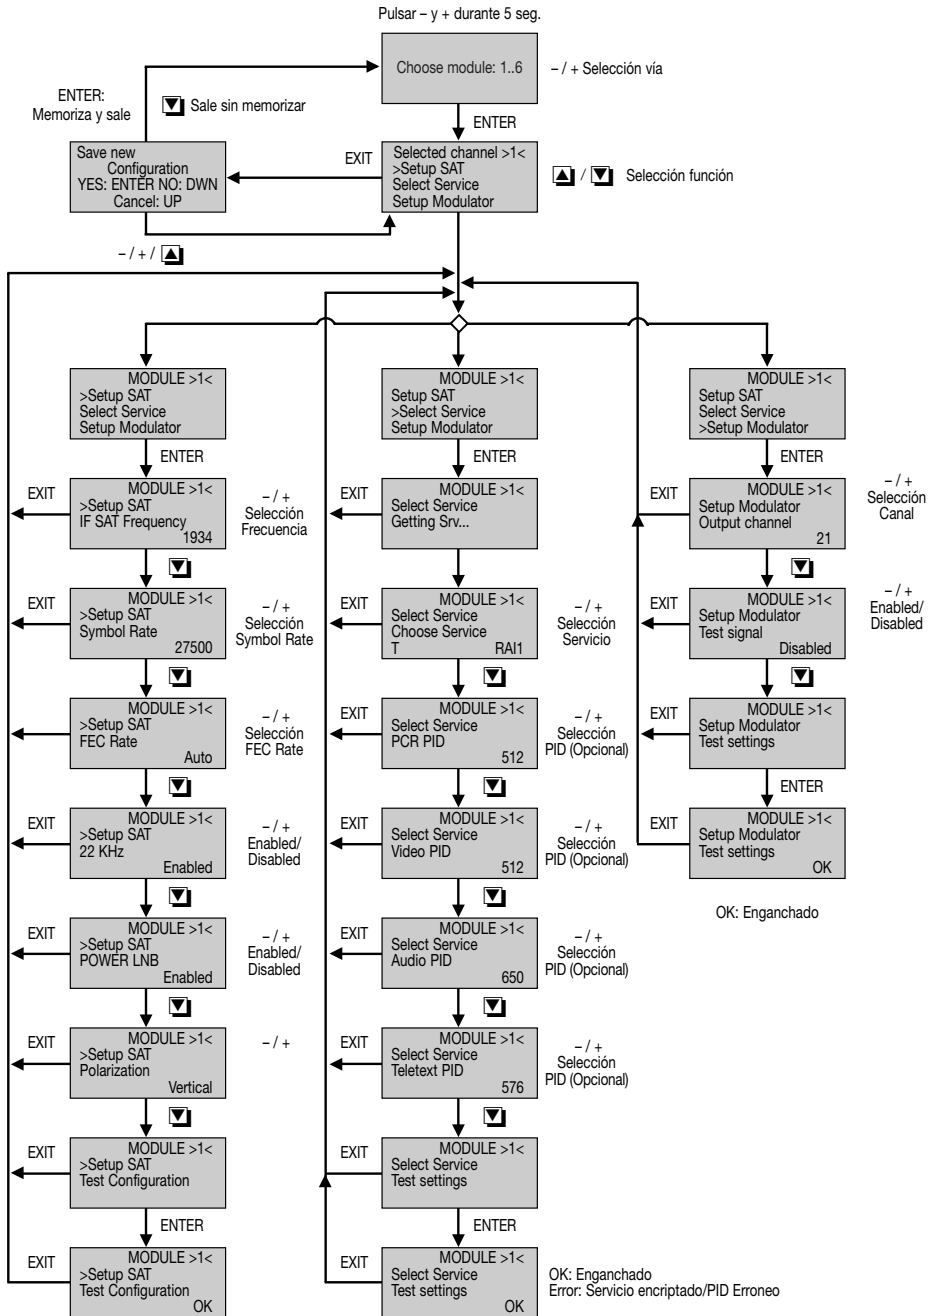 Pulsar – y + durante 5 seg.
Choose module: 1..6
– / + Selección vía
ENTER:
Memoriza y sale
Sale sin memorizar
ENTER
Save new
Configuration
YES: ENTER NO: DWN
Cancel: UP
EXIT
Selected channel >1<
>Setup SAT
Select Service
Setup Modulator
/
Selección función
– / + /
MODULE >1<
>Setup SAT
Select Service
Setup Modulator
ENTER
EXIT
MODULE >1<
>Setup SAT
IF SAT Frequency
1934
– / +
Selección
Frecuencia
EXIT
MODULE >1<
>Setup SAT
Symbol Rate
27500
– / +
Selección
Symbol Rate
MODULE >1<
>Setup SAT
FEC Rate
Auto
– / +
Selección
FEC Rate
EXIT
MODULE >1<
>Setup SAT
22 KHz
Enabled
– / +
Enabled/
Disabled
EXIT
MODULE >1<
>Setup SAT
POWER LNB
Enabled
– / +
Enabled/
Disabled
EXIT
MODULE >1<
>Setup SAT
Polarization
Vertical
– / +
EXIT
MODULE >1<
>Setup SAT
Test Configuration
ENTER
EXIT
MODULE >1<
>Setup SAT
Test Configuration
OK
MODULE >1<
Setup SAT
>Select Service
Setup Modulator
ENTER
EXIT
MODULE >1<
Select Service
Getting Srv...
EXIT
MODULE >1<
Select Service
Choose Service
T RAI1
– / +
Selección
Servicio
EXIT
MODULE >1<
Select Service
PCR PID
512
– / +
Selección
PID (Opcional)
EXIT
MODULE >1<
Select Service
Video PID
512
– / +
Selección
PID (Opcional)
EXIT
MODULE >1<
Select Service
Audio PID
650
– / +
Selección
PID (Opcional)
EXIT
MODULE >1<
Select Service
Teletext PID
576
– / +
Selección
PID (Opcional)
EXIT
MODULE >1<
Select Service
Test settings
ENTER
EXIT
MODULE >1<
Select Service
Test settings
OK
OK: Enganchado
Error: Servicio encriptado/PID Erroneo
MODULE >1<
Setup SAT
Select Service
>Setup Modulator
ENTER
EXIT
MODULE >1<
Setup Modulator
Output channel
21
– / +
Selección
Canal
EXIT
MODULE >1<
Setup Modulator
Test signal
Disabled
– / +
Enabled/
Disabled
EXIT
MODULE >1<
Setup Modulator
Test settings
ENTER
EXIT
MODULE >1<
Setup Modulator
Test settings
OK
OK: Enganchado